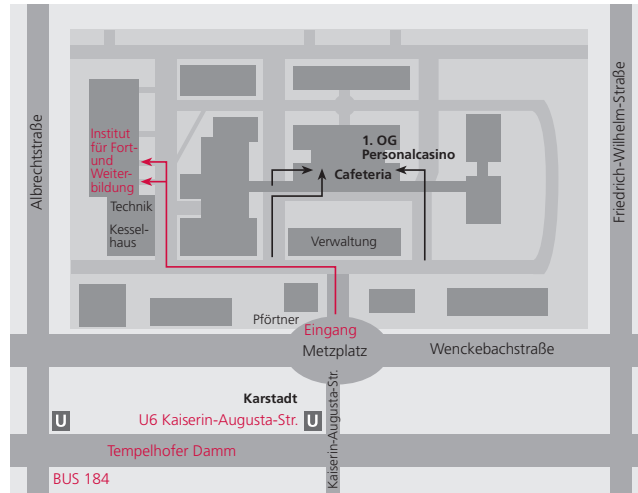 Albrechtstraße
Friedrich-Wilhelm-Straße
Institut
für Fort-
und
Weiter-
bildung
Technik
Kessel-
haus
1. OG
Personalcasino
Cafeteria
Verwaltung
Pförtner
Eingang
Metzplatz
Wenckebachstraße
Kaiserin-Augusta-Str.
Karstadt
U
U6 Kaiserin-Augusta-Str.
U
Tempelhofer Damm
BUS 184